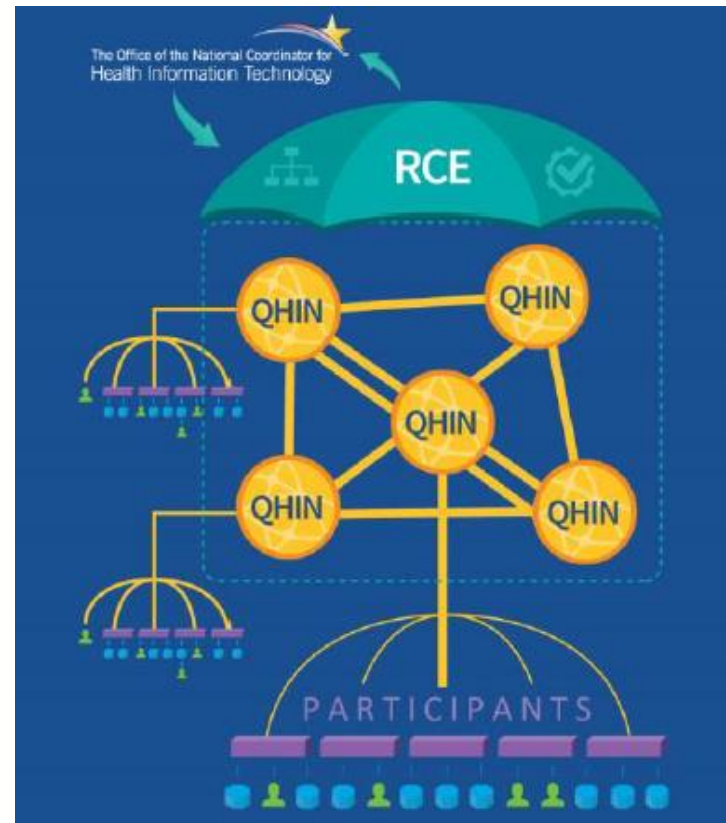 The Office of the National Coordinator for
Health Information Technology
RCE
QHIN
QHIN
QHIN
QHIN
QHIN
PARTICIPANTS